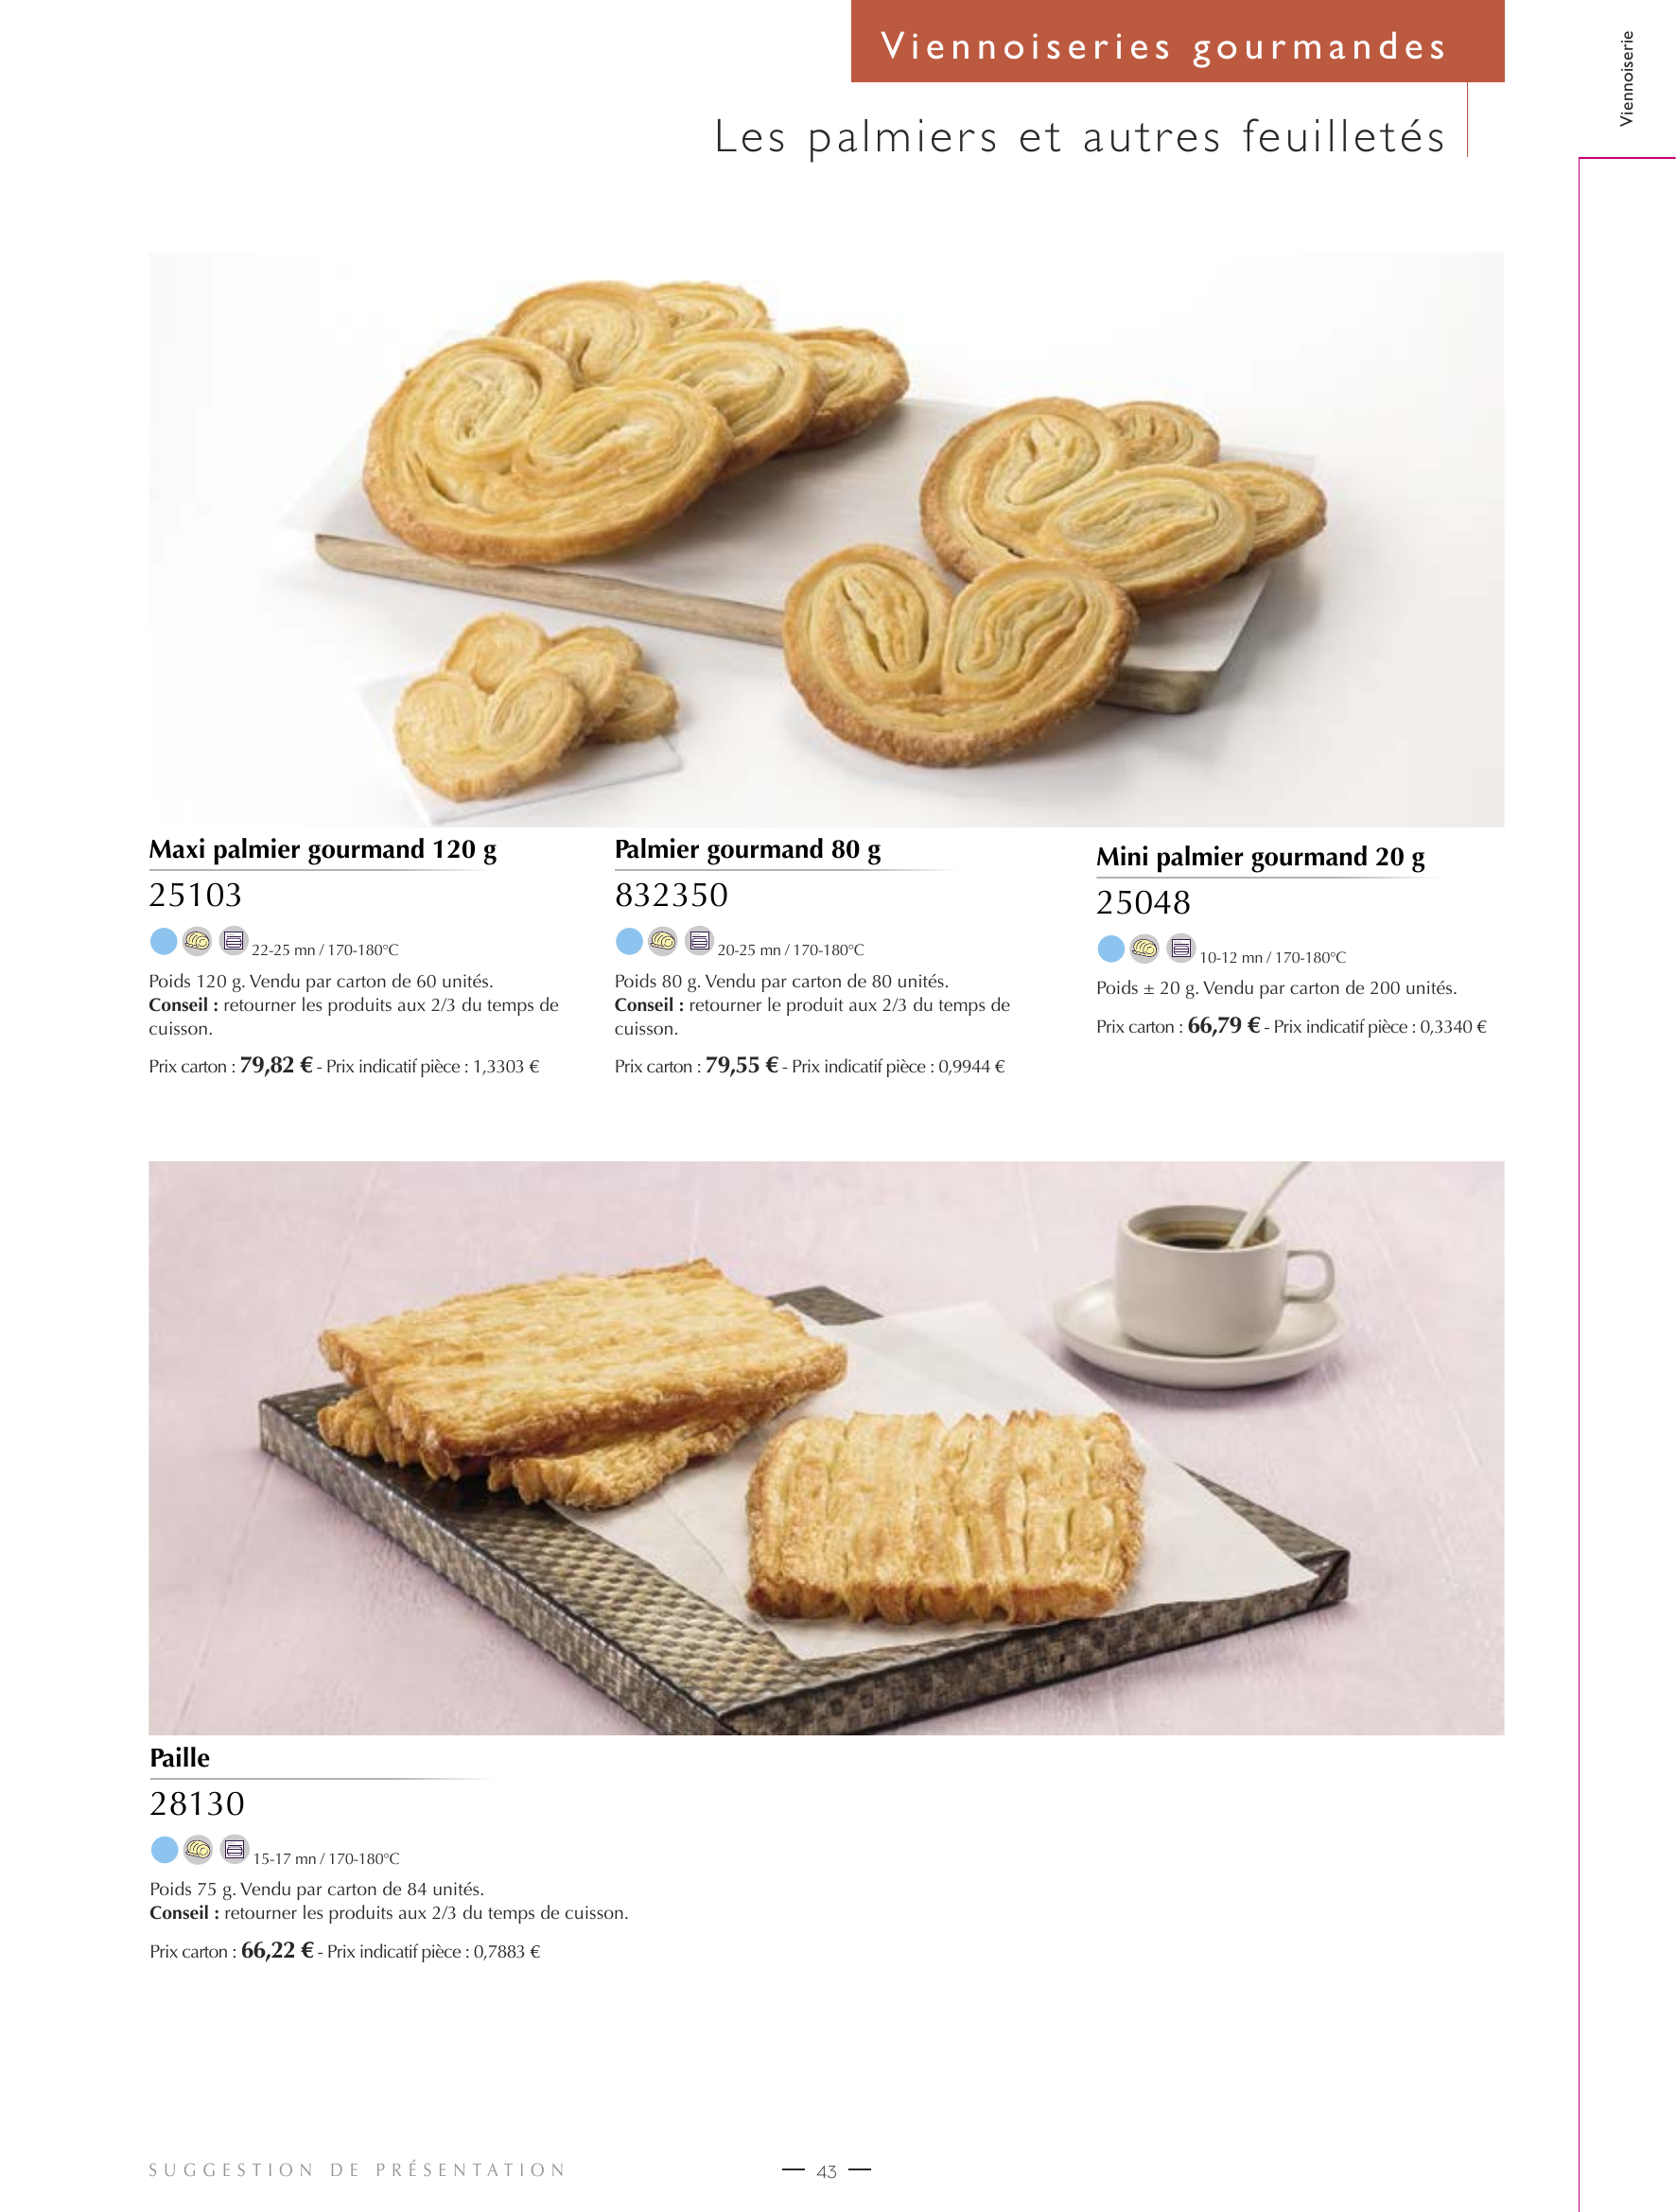 Viennoiseries gourmandes
Viennoiserie
Les palmiers et autres feuilletés
Maxi palmier gourmand 120 g
25103
22-25 mn / 170-180°C
Poids 120 g. Vendu par carton de 60 unités.
Conseil : retourner les produits aux 2/3 du temps de
cuisson.
Prix carton : 79,82 € - Prix indicatif pièce : 1,3303 €
Palmier gourmand 80 g
832350
20-25 mn / 170-180°C
Poids 80 g. Vendu par carton de 80 unités.
Conseil : retourner le produit aux 2/3 du temps de
cuisson.
Prix carton : 79,55 € - Prix indicatif pièce : 0,9944 €
Mini palmier gourmand 20 g
25048
10-12 mn / 170-180°C
Poids ± 20 g. Vendu par carton de 200 unités.
Prix carton : 66,79 € - Prix indicatif pièce : 0,3340 €
Paille
28130
15-17 mn / 170-180°C
Poids 75 g. Vendu par carton de 84 unités.
Conseil : retourner les produits aux 2/3 du temps de cuisson.
Prix carton : 66,22 € - Prix indicatif pièce : 0,7883 €
SUGGESTION DE PRÉSENTATION
— 43 —